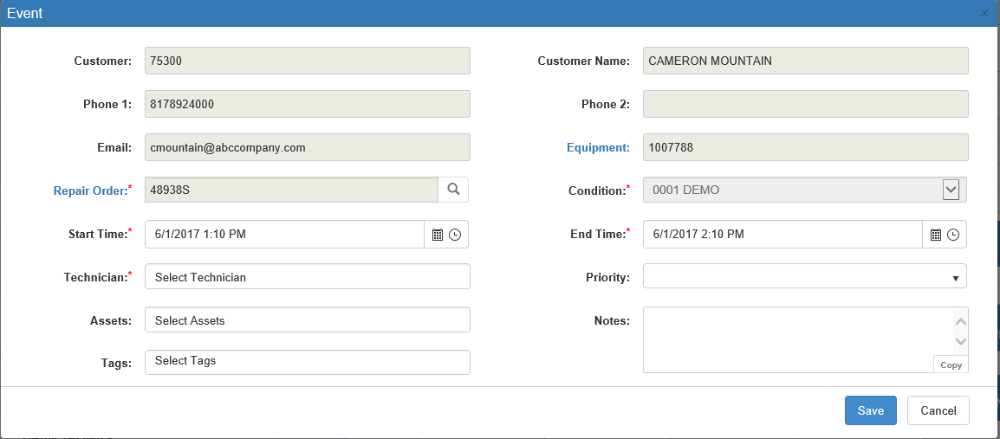 Event ×
Customer: 75300 Customer Name: CAMERON MOUNTAIN
Phone 1: 8178924000 Phone 2:
Email: cmountain@abccompany.com Equipment: 1007788
Repair Order:* 48938S Condition:* 0001 DEMO
Start Time:* 6/1/2017 1:10 PM End Time:* 6/1/2017 2:10 PM
Technician:* Select Technician Priority:
Assets: Select Assets Notes:
Tags: Select Tags Copy
Save Cancel